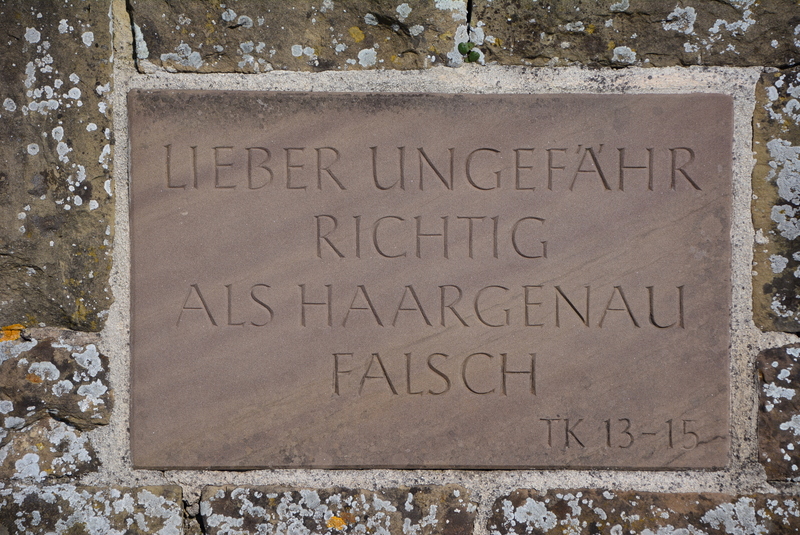 LIEBER UNGEFÄHR
RICHTIG
ALS HAARGENAU
FALSCH
TK 13-15